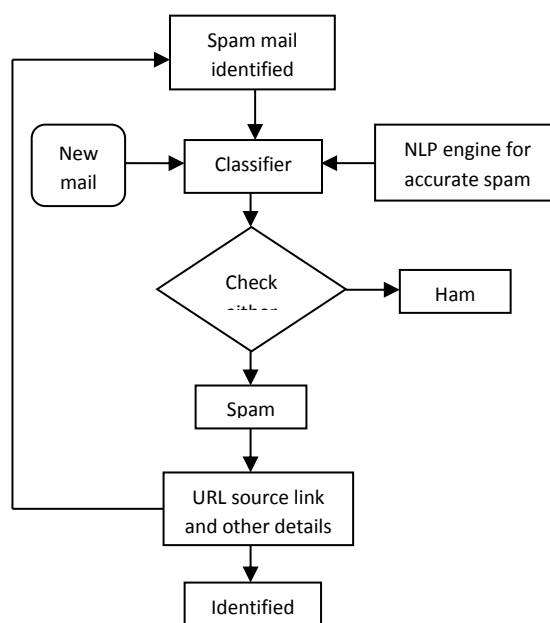 Spam mail
identified
New
mail
Classifier
NLP engine for
accurate spam
Check
Ham
Spam
URL source link
and other details
Identified